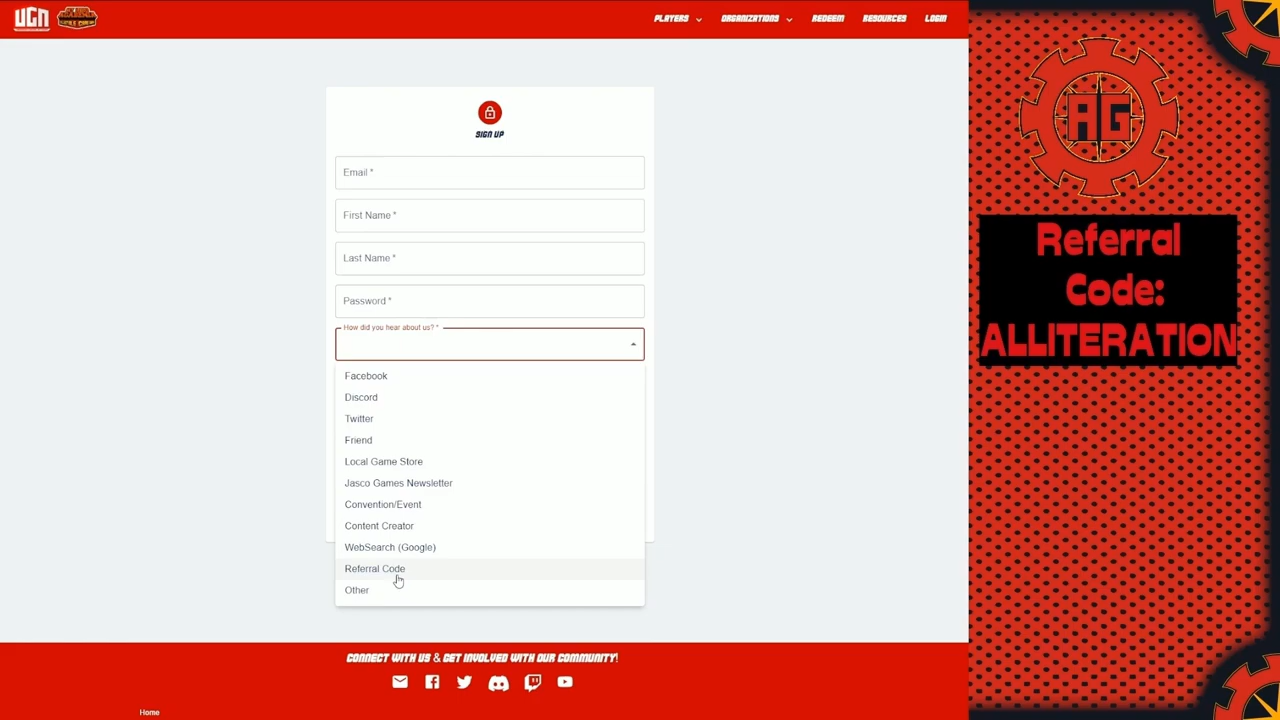 UGN
PLAYERS
ORGANIZATIONS
REDEEM
RESOURCES
LOGIN
SIGN UP
Email *
First Name *
Last Name *
Password *
How did you hear about us? *
Facebook
Discord
Twitter
Friend
Local Game Store
Jasco Games Newsletter
Convention/Event
Content Creator
WebSearch (Google)
Referral Code
Other
CONNECT WITH US & GET INVOLVED WITH OUR COMMUNITY!
Home
AG
Referral
Code:
ALLITERATION